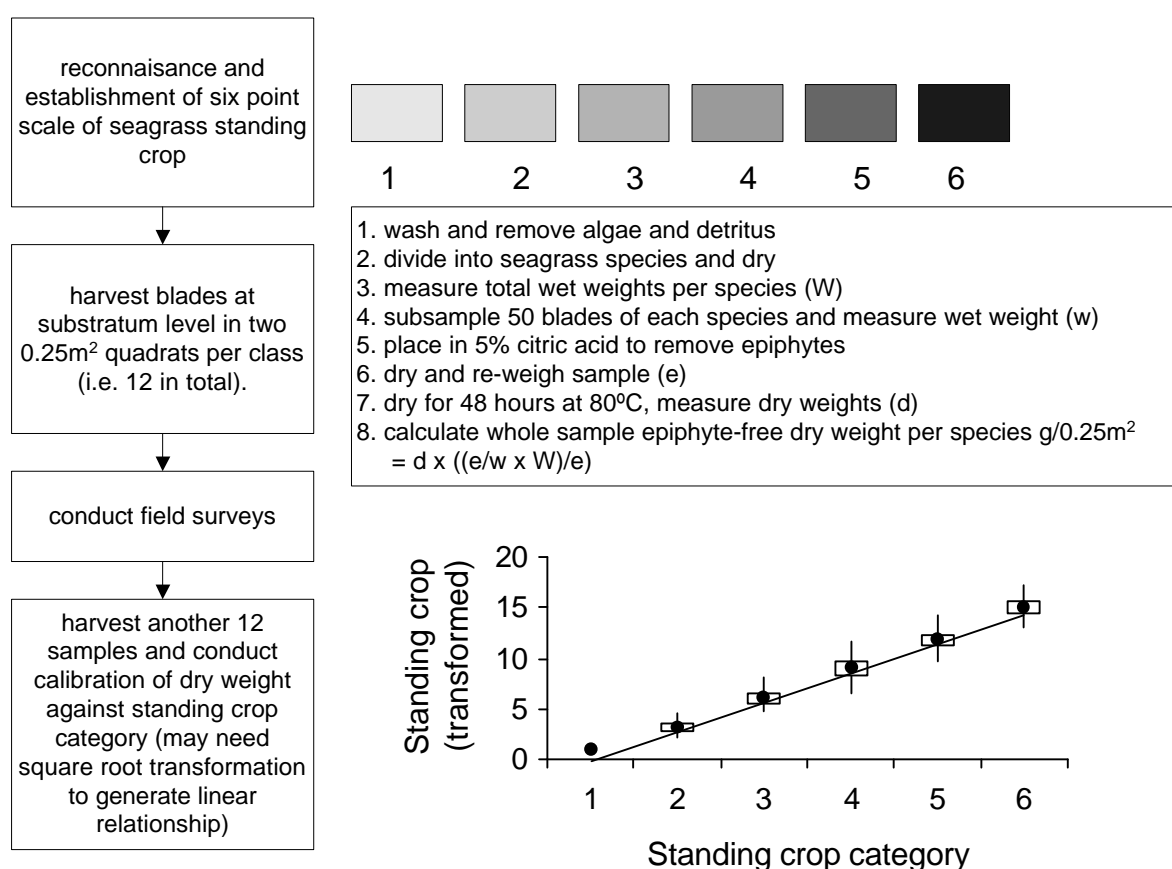 reconnaisance and
establishment of six point
scale of seagrass standing
crop
harvest blades at
substratum level in two
0.25m² quadrats per class
(i.e. 12 in total).
conduct field surveys
harvest another 12
samples and conduct
calibration of dry weight
against standing crop
category (may need
square root transformation
to generate linear
relationship)
1 2 3 4 5 6
1. wash and remove algae and detritus
2. divide into seagrass species and dry
3. measure total wet weights per species (W)
4. subsample 50 blades of each species and measure wet weight (w)
5. place in 5% citric acid to remove epiphytes
6. dry and re-weigh sample (e)
7. dry for 48 hours at 80ºC, measure dry weights (d)
8. calculate whole sample epiphyte-free dry weight per species g/0.25m²
= d x ((e/w x W)/e)
Standing crop
(transformed)
20
15
10
5
0
1 2 3 4 5 6
Standing crop category